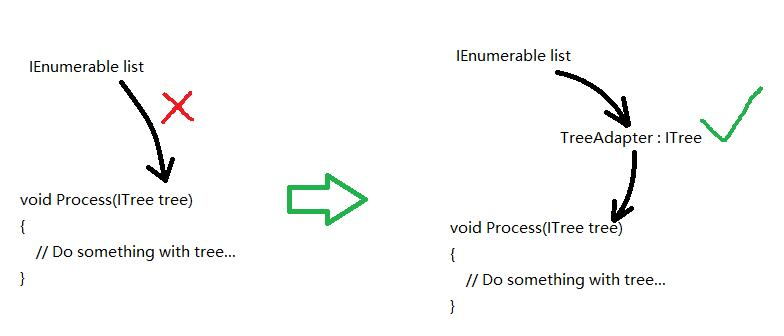 IEnumerable list
void Process(ITree tree)
{
// Do something with tree...
}
IEnumerable list
TreeAdapter : ITree
void Process(ITree tree)
{
// Do something with tree...
}